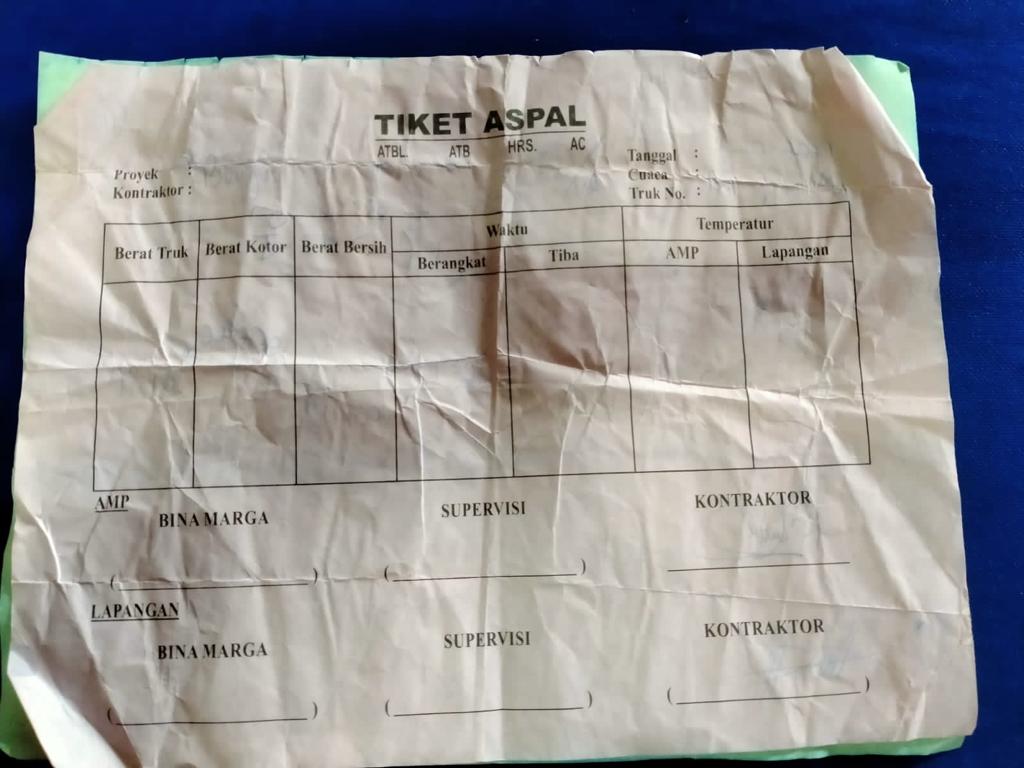 TIKET ASPAL
ATBL. ATB HRS. AC
Proyek : Tanggal :
Kontraktor : Cuaca :
Truk No. :
Berat Truk Berat Kotor Berat Bersih Waktu Temperatur
Berangkat Tiba AMP Lapangan
AMP
BINA MARGA SUPERVISI KONTRAKTOR
(                ) (                )
LAPANGAN
BINA MARGA SUPERVISI KONTRAKTOR
(                ) (                ) (                )